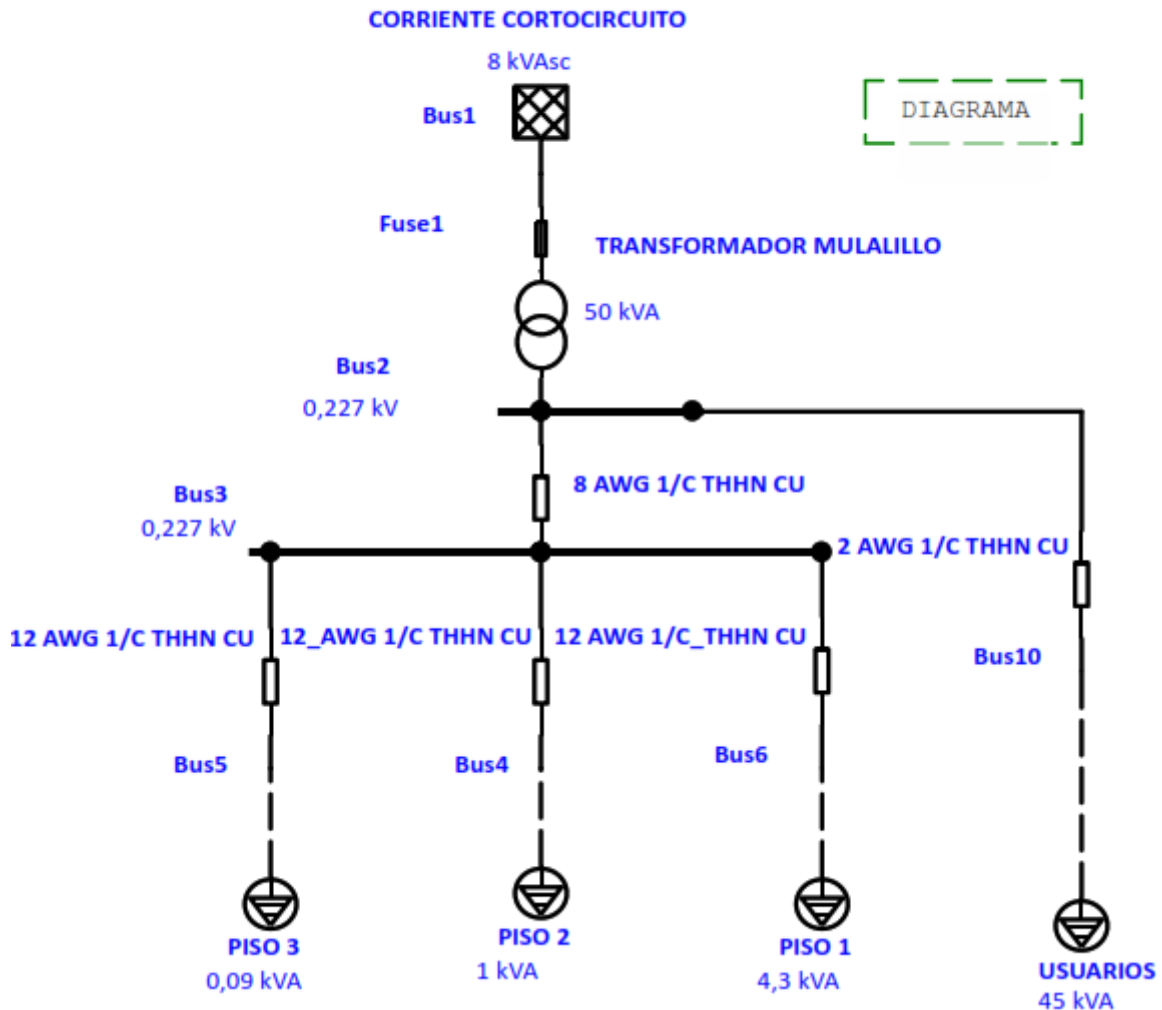 CORRIENTE CORTOCIRCUITO
8 kVAsc
Bus1
DIAGRAMA
Fuse1
TRANSFORMADOR MULALILLO
50 kVA
Bus2
0,227 kV
8 AWG 1/C THHN CU
Bus3
0,227 kV
2 AWG 1/C THHN CU
12 AWG 1/C THHN CU
12_AWG 1/C THHN CU
12 AWG 1/C_THHN CU
Bus10
Bus5
Bus4
Bus6
PISO 3
0,09 kVA
PISO 2
1 kVA
PISO 1
4,3 kVA
USUARIOS
45 kVA